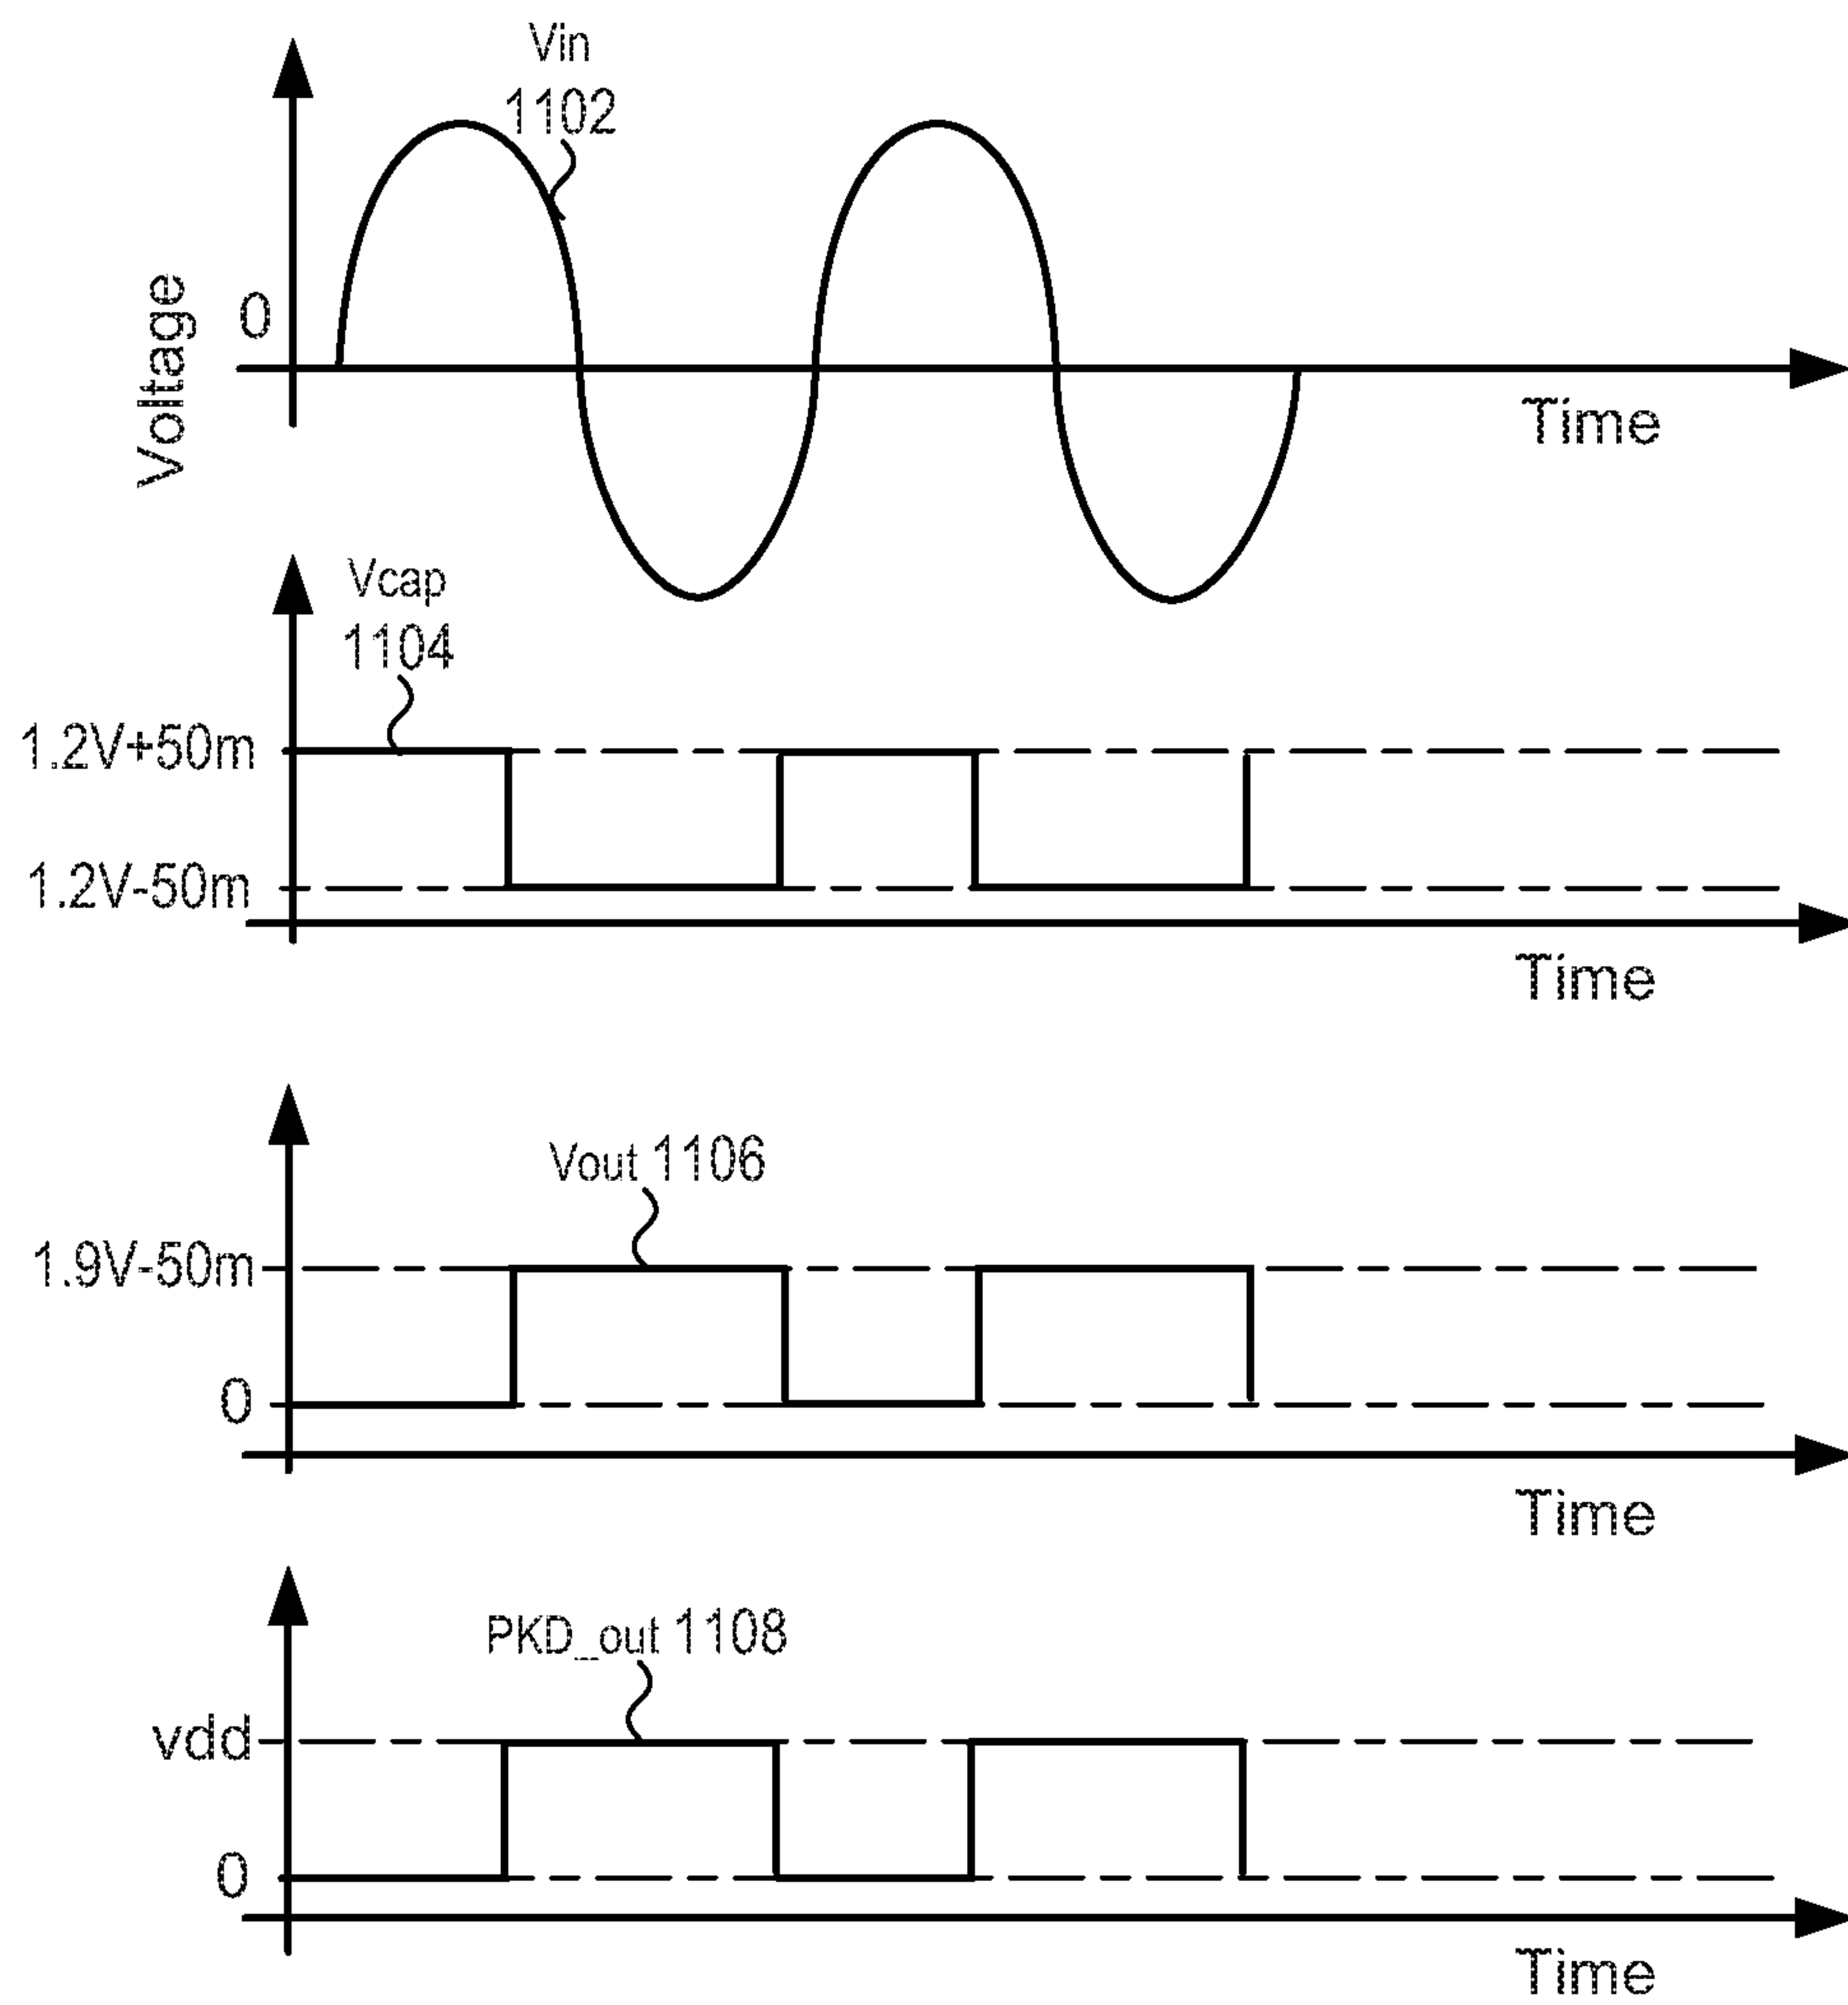 Vin
1102
Voltage
0
Time
Vcap
1104
1.2V+50m
1.2V-50m
Time
Vout 1106
1.9V-50m
0
Time
PKD_out 1108
vdd
0
Time